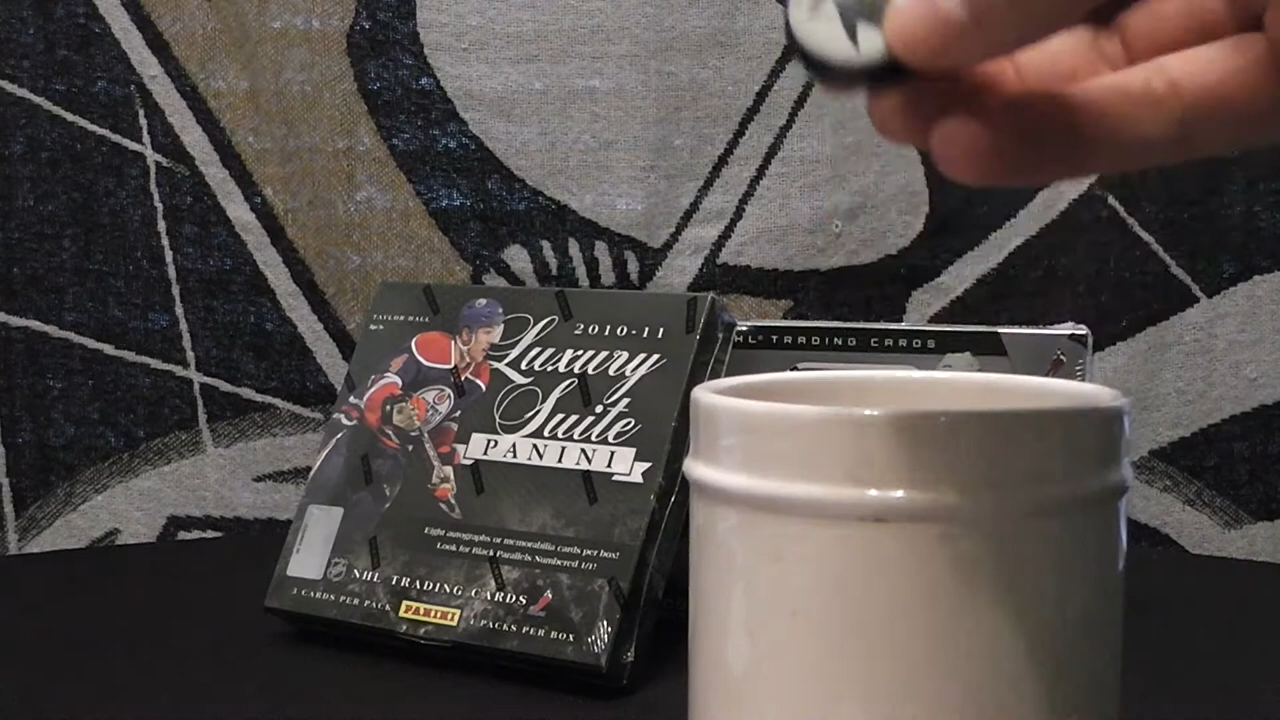 TAYLOR HALL
2010-11
Luxury
Suite
PANINI
Eight autographs or memorabilia cards per box!
Look for Black Parallels Numbered 1/1!
NHL TRADING CARDS
CARDS PER PACK
PANINI
PACKS PER BOX
HL® TRADING CARDS